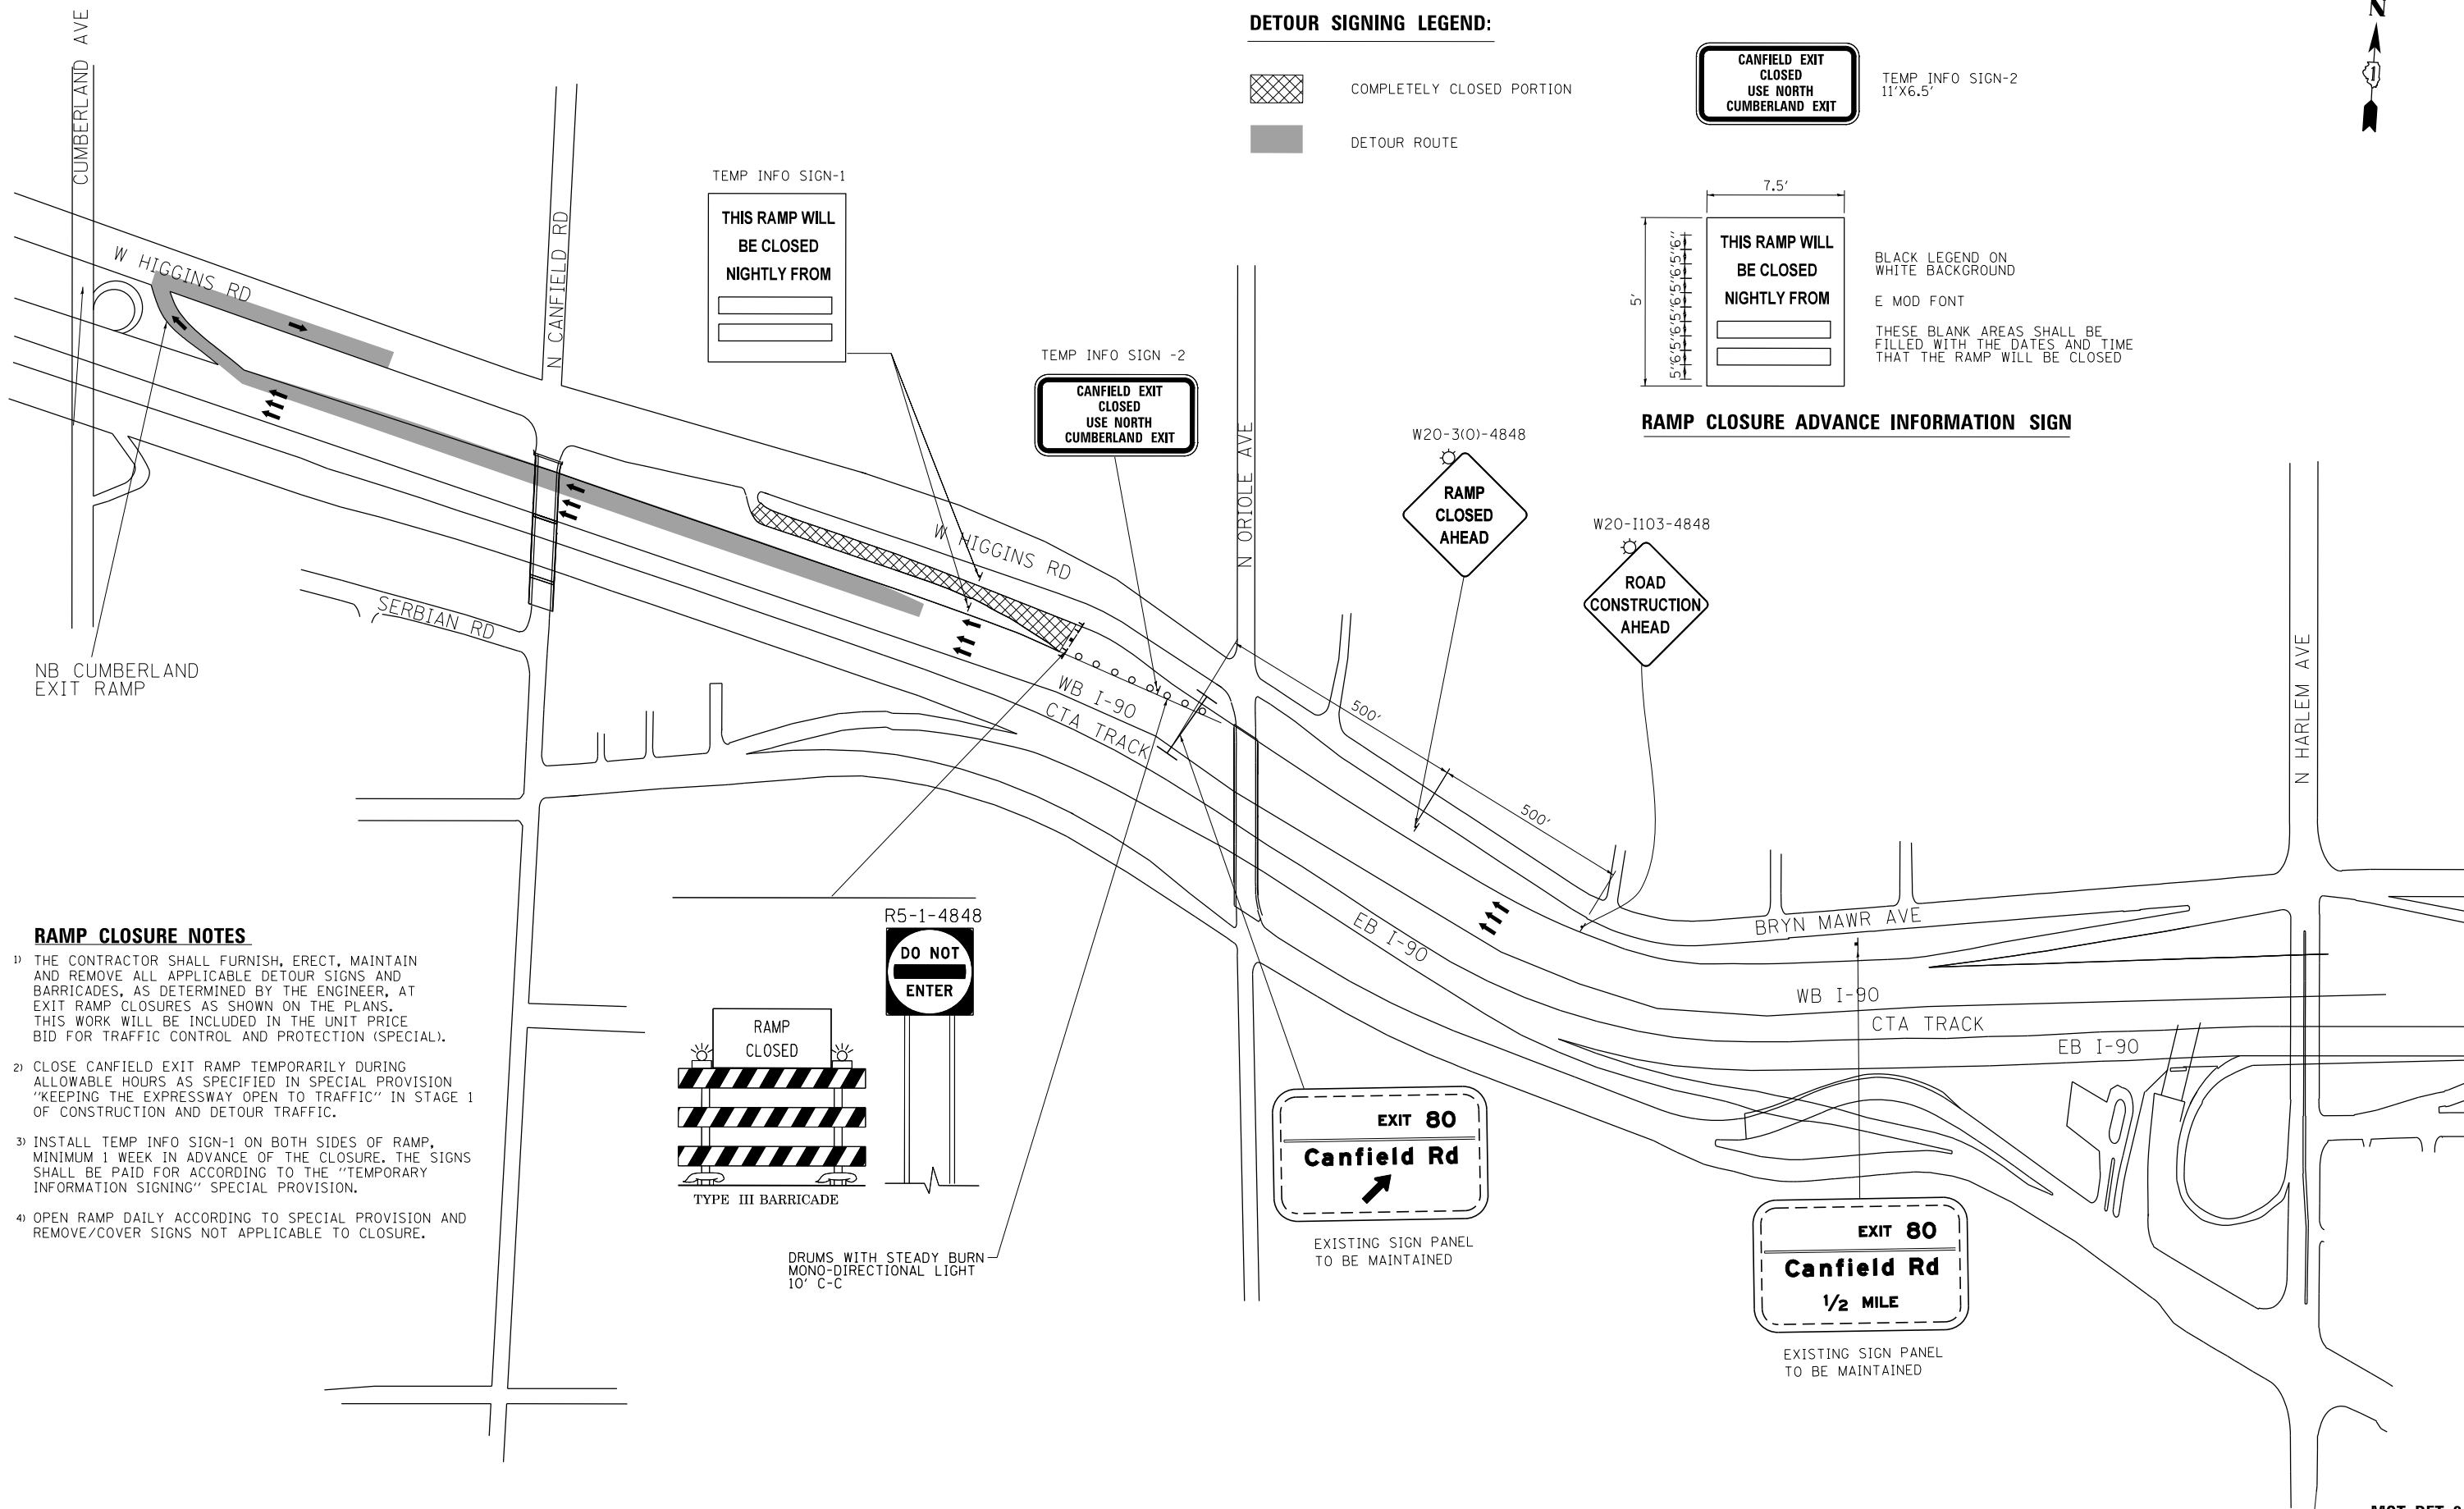 DETOUR SIGNING LEGEND:
COMPLETELY CLOSED PORTION
DETOUR ROUTE
CANFIELD EXIT
CLOSED
USE NORTH
CUMBERLAND EXIT
TEMP INFO SIGN-2
11'X6.5'
N
1
CUMBERLAND AVE
W HIGGINS RD
N CANFIELD RD
TEMP INFO SIGN-1
THIS RAMP WILL
BE CLOSED
NIGHTLY FROM
TEMP INFO SIGN -2
CANFIELD EXIT
CLOSED
USE NORTH
CUMBERLAND EXIT
7.5'
5'
5"6"5"6"5"6"5"6"5"6"
THIS RAMP WILL
BE CLOSED
NIGHTLY FROM
BLACK LEGEND ON
WHITE BACKGROUND
E MOD FONT
THESE BLANK AREAS SHALL BE
FILLED WITH THE DATES AND TIME
THAT THE RAMP WILL BE CLOSED
RAMP CLOSURE ADVANCE INFORMATION SIGN
N ORIOLE AVE
W20-3(O)-4848
RAMP
CLOSED
AHEAD
W20-I103-4848
ROAD
CONSTRUCTION
AHEAD
W HIGGINS RD
SERBIAN RD
NB CUMBERLAND
EXIT RAMP
WB I-90
CTA TRACK
500'
500'
N HARLEM AVE
EB I-90
BRYN MAWR AVE
WB I-90
CTA TRACK
EB I-90
RAMP CLOSURE NOTES
1) THE CONTRACTOR SHALL FURNISH, ERECT, MAINTAIN
AND REMOVE ALL APPLICABLE DETOUR SIGNS AND
BARRICADES, AS DETERMINED BY THE ENGINEER, AT
EXIT RAMP CLOSURES AS SHOWN ON THE PLANS.
THIS WORK WILL BE INCLUDED IN THE UNIT PRICE
BID FOR TRAFFIC CONTROL AND PROTECTION (SPECIAL).
2) CLOSE CANFIELD EXIT RAMP TEMPORARILY DURING
ALLOWABLE HOURS AS SPECIFIED IN SPECIAL PROVISION
"KEEPING THE EXPRESSWAY OPEN TO TRAFFIC" IN STAGE 1
OF CONSTRUCTION AND DETOUR TRAFFIC.
3) INSTALL TEMP INFO SIGN-1 ON BOTH SIDES OF RAMP,
MINIMUM 1 WEEK IN ADVANCE OF THE CLOSURE. THE SIGNS
SHALL BE PAID FOR ACCORDING TO THE "TEMPORARY
INFORMATION SIGNING" SPECIAL PROVISION.
4) OPEN RAMP DAILY ACCORDING TO SPECIAL PROVISION AND
REMOVE/COVER SIGNS NOT APPLICABLE TO CLOSURE.
R5-1-4848
DO NOT
ENTER
RAMP
CLOSED
TYPE III BARRICADE
DRUMS WITH STEADY BURN
MONO-DIRECTIONAL LIGHT
10' C-C
EXIT 80
Canfield Rd
EXISTING SIGN PANEL
TO BE MAINTAINED
EXIT 80
Canfield Rd
1/2 MILE
EXISTING SIGN PANEL
TO BE MAINTAINED